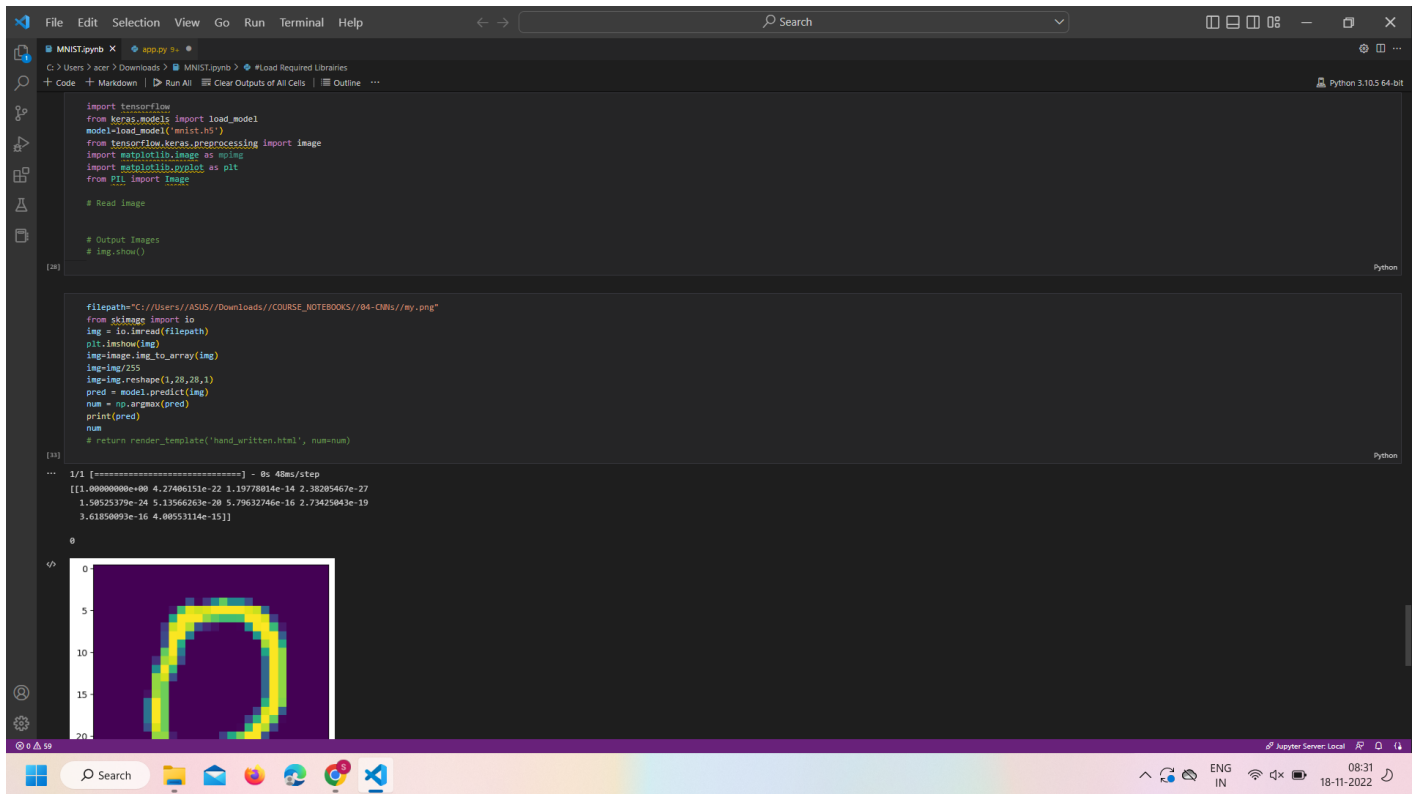 File Edit Selection View Go Run Terminal Help Search
MNIST.ipynb app.py 9+
C: > Users > acer > Downloads > MNIST.ipynb > #Load Required Librairies
+ Code + Markdown | Run All Clear Outputs of All Cells | Outline ... Python 3.10.5 64-bit
import tensorflow
from keras.models import load_model
model=load_model('mnist.h5')
from tensorflow.keras.preprocessing import image
import matplotlib.image as mpimg
import matplotlib.pyplot as plt
from PIL import Image
# Read image
# Output Images
# img.show()
[28] Python
filepath="C://Users//ASUS//Downloads//COURSE_NOTEBOOKS//04-CNNs//my.png"
from skimage import io
img = io.imread(filepath)
plt.imshow(img)
img=image.img_to_array(img)
img=img/255
img=img.reshape(1,28,28,1)
pred = model.predict(img)
num = np.argmax(pred)
print(pred)
num
# return render_template('hand_written.html', num=num)
[33] Python
... 1/1 [==============================] - 0s 48ms/step
[[1.00000000e+00 4.27406151e-22 1.19778014e-14 2.38205467e-27
1.50525379e-24 5.13566263e-20 5.79632746e-16 2.73425043e-19
3.61850093e-16 4.00553114e-15]]
0
0
5
10
15
20
0 59 Jupyter Server: Local
Search S ENG 08:31
IN 18-11-2022